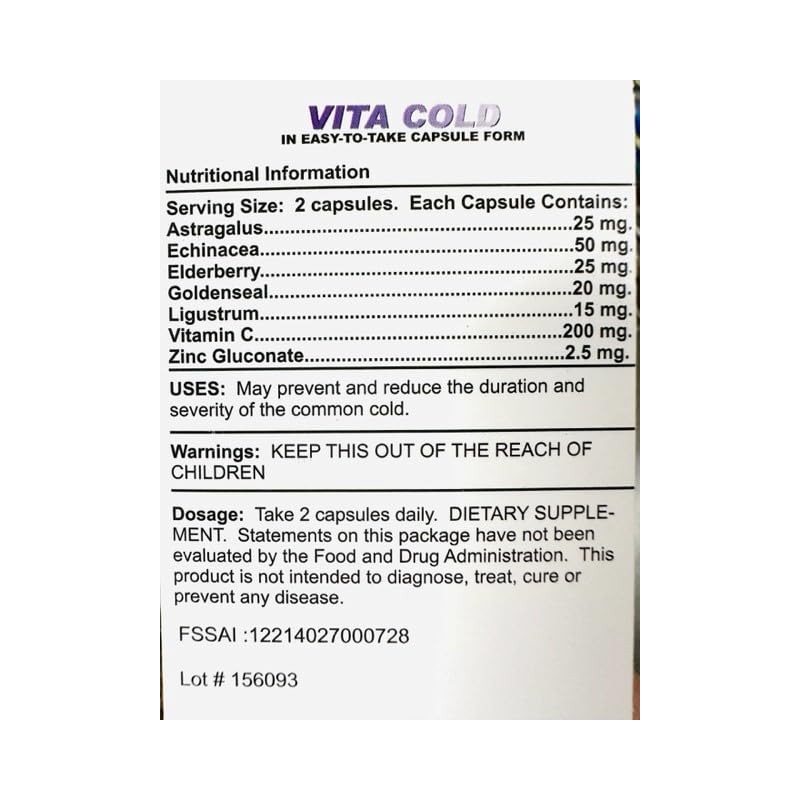 VITA COLD
IN EASY-TO-TAKE CAPSULE FORM
Nutritional Information
Serving Size: 2 capsules. Each Capsule Contains:
Astragalus..........................................................25 mg.
Echinacea...........................................................50 mg.
Elderberry...........................................................25 mg.
Goldenseal.........................................................20 mg.
Ligustrum...........................................................15 mg.
Vitamin C.........................................................200 mg.
Zinc Gluconate.................................................2.5 mg.
USES: May prevent and reduce the duration and
severity of the common cold.
Warnings: KEEP THIS OUT OF THE REACH OF
CHILDREN
Dosage: Take 2 capsules daily. DIETARY SUPPLE-
MENT. Statements on this package have not been
evaluated by the Food and Drug Administration. This
product is not intended to diagnose, treat, cure or
prevent any disease.
FSSAI :12214027000728
Lot # 156093